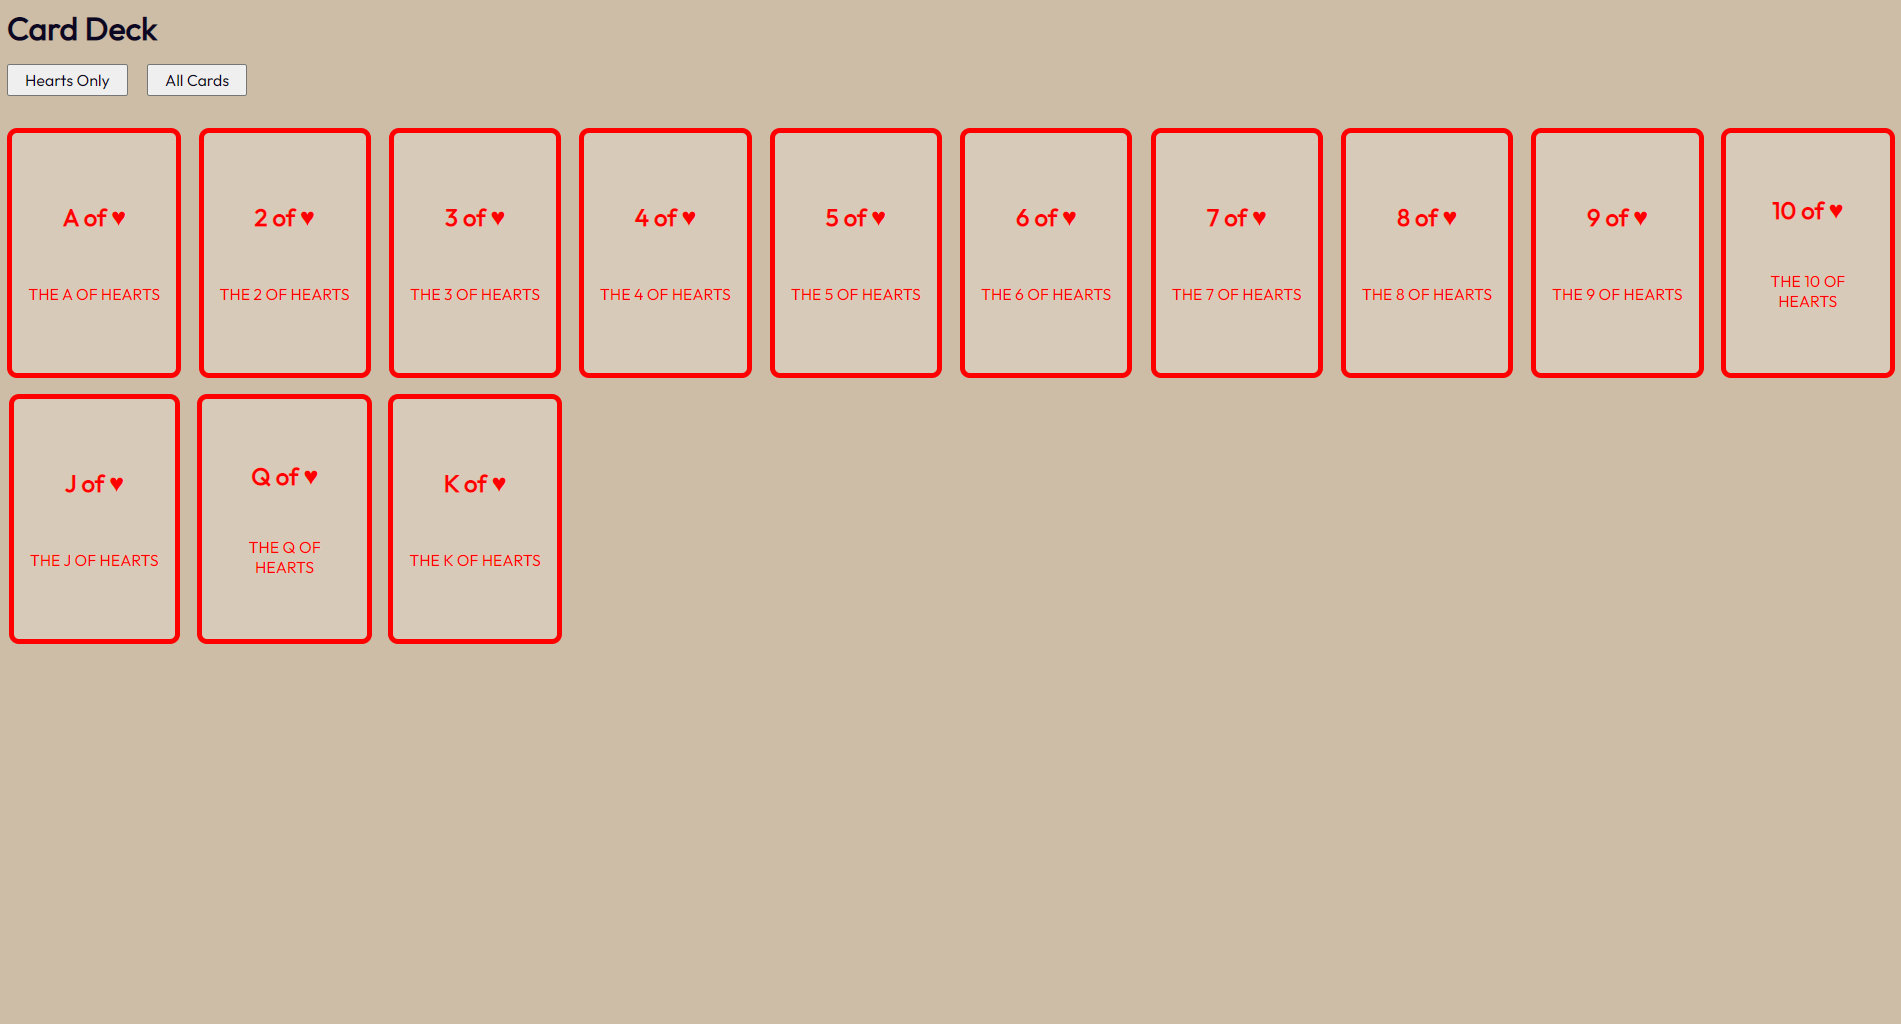 Card Deck
Hearts Only
All Cards
A of ♥
THE A OF HEARTS
2 of ♥
THE 2 OF HEARTS
3 of ♥
THE 3 OF HEARTS
4 of ♥
THE 4 OF HEARTS
5 of ♥
THE 5 OF HEARTS
6 of ♥
THE 6 OF HEARTS
7 of ♥
THE 7 OF HEARTS
8 of ♥
THE 8 OF HEARTS
9 of ♥
THE 9 OF HEARTS
10 of ♥
THE 10 OF
HEARTS
J of ♥
THE J OF HEARTS
Q of ♥
THE Q OF
HEARTS
K of ♥
THE K OF HEARTS